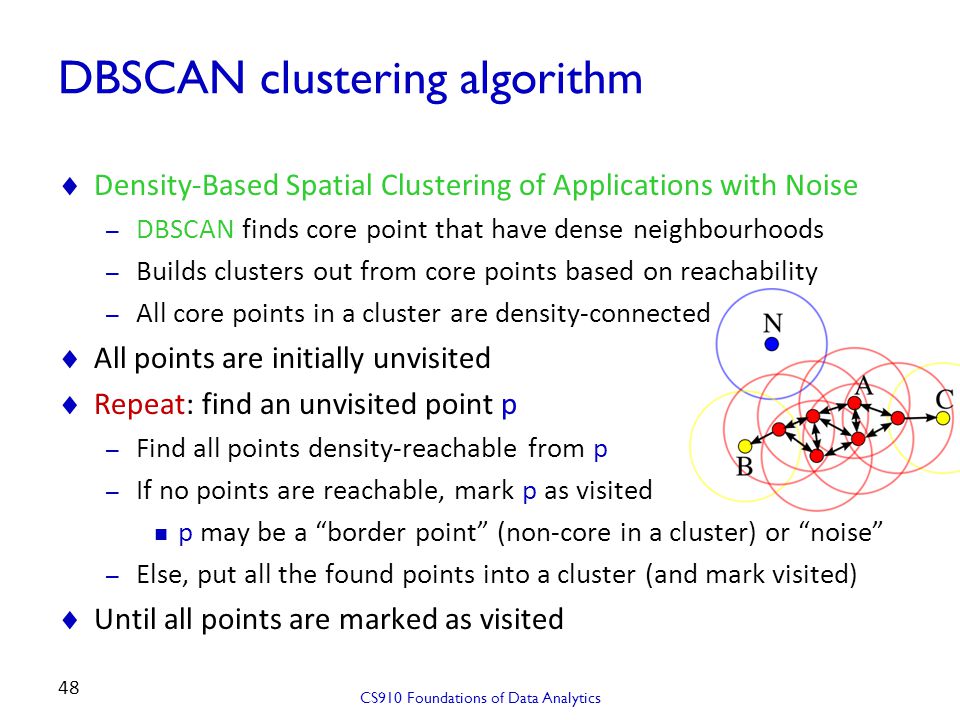 DBSCAN clustering algorithm
♦ Density-Based Spatial Clustering of Applications with Noise
– DBSCAN finds core point that have dense neighbourhoods
– Builds clusters out from core points based on reachability
– All core points in a cluster are density-connected
♦ All points are initially unvisited
♦ Repeat: find an unvisited point p
– Find all points density-reachable from p
– If no points are reachable, mark p as visited
■ p may be a “border point” (non-core in a cluster) or “noise”
– Else, put all the found points into a cluster (and mark visited)
♦ Until all points are marked as visited
N
A
C
B
48
CS910 Foundations of Data Analytics